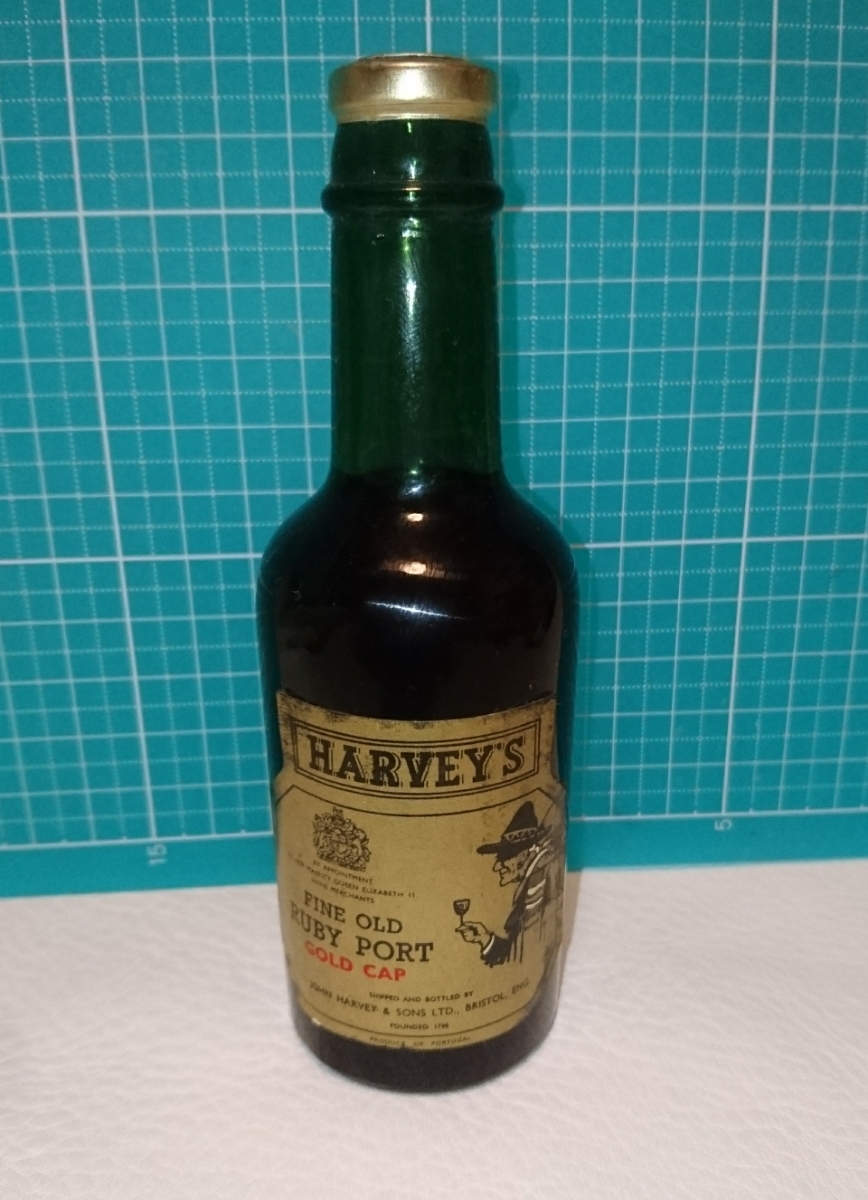 HARVEY'S
BY APPOINTMENT
TO HER MAJESTY QUEEN ELIZABETH II
WINE MERCHANTS
FINE OLD
RUBY PORT
GOLD CAP
SHIPPED AND BOTTLED BY
JOHN HARVEY & SONS LTD., BRISTOL, ENG
FOUNDED 1796
PRODUCE OF PORTUGAL
15
5